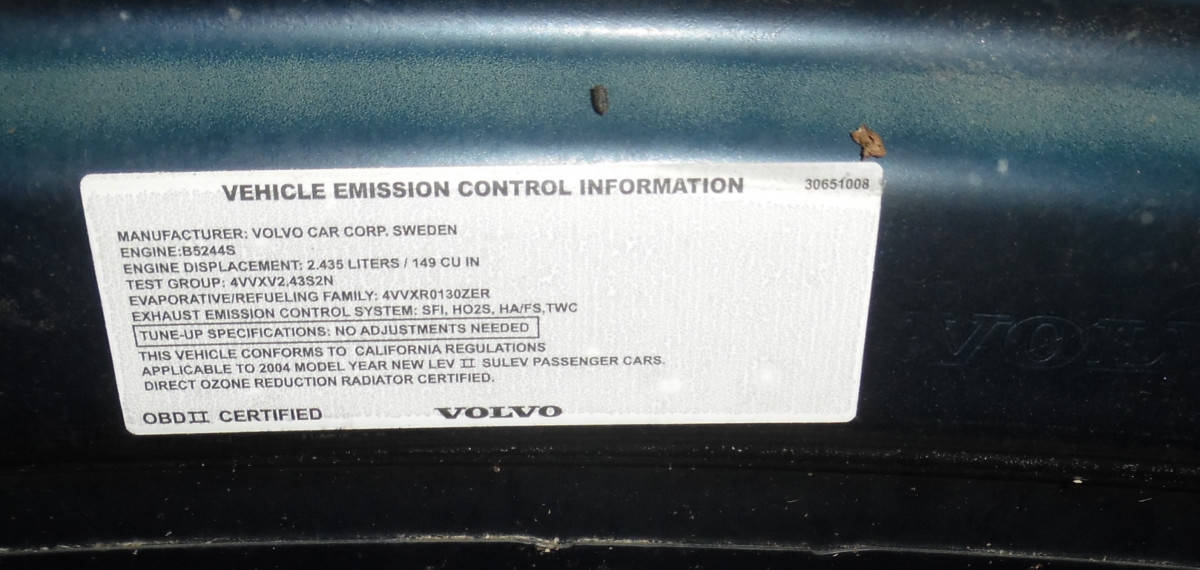 VEHICLE EMISSION CONTROL INFORMATION 30651008
MANUFACTURER: VOLVO CAR CORP. SWEDEN
ENGINE:B5244S
ENGINE DISPLACEMENT: 2.435 LITERS / 149 CU IN
TEST GROUP: 4VVXV2.43S2N
EVAPORATIVE/REFUELING FAMILY: 4VVXR0130ZER
EXHAUST EMISSION CONTROL SYSTEM: SFI, HO2S, HA/FS,TWC
TUNE-UP SPECIFICATIONS: NO ADJUSTMENTS NEEDED
THIS VEHICLE CONFORMS TO CALIFORNIA REGULATIONS
APPLICABLE TO 2004 MODEL YEAR NEW LEV II SULEV PASSENGER CARS.
DIRECT OZONE REDUCTION RADIATOR CERTIFIED.
OBD II CERTIFIED VOLVO
VOL